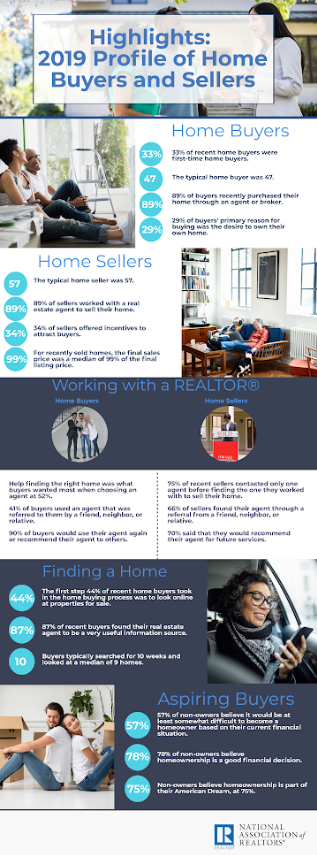 Highlights:
2019 Profile of Home
Buyers and Sellers
Home Buyers
33%
33% of recent home buyers were
first-time home buyers.
47
The typical home buyer was 47.
89%
89% of buyers recently purchased their
home through an agent or broker.
29%
29% of buyers' primary reason for
buying was the desire to own their
own home.
Home Sellers
57
The typical home seller was 57.
89%
89% of sellers worked with a real
estate agent to sell their home.
34%
34% of sellers offered incentives to
attract buyers.
99%
For recently sold homes, the final sales
price was a median of 99% of the final
listing price.
Working with a REALTOR®
Home Buyers
Home Sellers
Help finding the right home was what
buyers wanted most when choosing an
agent at 52%.
41% of buyers used an agent that was
referred to them by a friend, neighbor, or
relative.
90% of buyers would use their agent again
or recommend their agent to others.
75% of recent sellers contacted only one
agent before finding the one they worked
with to sell their home.
66% of sellers found their agent through a
referral from a friend, neighbor, or
relative.
70% said that they would recommend
their agent for future services.
Finding a Home
44%
The first step 44% of recent home buyers took
in the home buying process was to look online
at properties for sale.
87%
87% of recent buyers found their real estate
agent to be a very useful information source.
10
Buyers typically searched for 10 weeks and
looked at a median of 9 homes.
Aspiring Buyers
57%
57% of non-owners believe it would be at
least somewhat difficult to become a
homeowner based on their current financial
situation.
78%
78% of non-owners believe
homeownership is a good financial decision.
75%
Non-owners believe homeownership is part of
their American Dream, at 75%.
R
REALTOR®
NATIONAL
ASSOCIATION of
REALTORS®